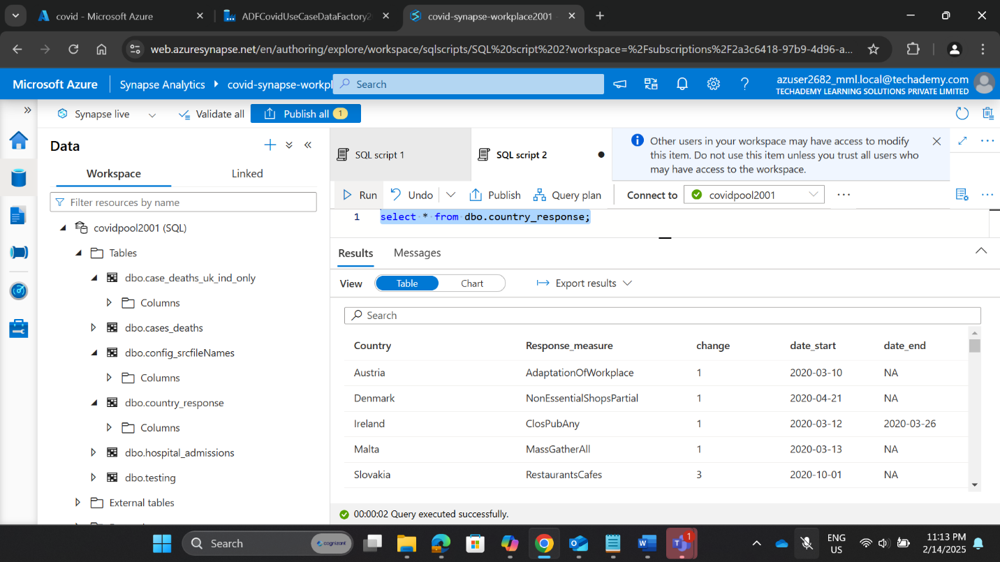 covid - Microsoft Azure
ADFCovidUseCaseDataFactory2
covid-synapse-workplace2001
web.azuresynapse.net/en/authoring/explore/workspace/sqlscripts/SQL%20script%202?workspace=%2Fsubscriptions%2F2a3c6418-97b9-4d96-a...
Microsoft Azure
Synapse Analytics
covid-synapse-workpl
Search
azuser2682_mml.local@techademy.com
TECHADEMY LEARNING SOLUTIONS PRIVATE LIMITED
Synapse live
Validate all
Publish all 1
Data
Workspace
Linked
Filter resources by name
covidpool2001 (SQL)
Tables
dbo.case_deaths_uk_ind_only
Columns
dbo.cases_deaths
dbo.config_srcfileNames
Columns
dbo.country_response
Columns
dbo.hospital_admissions
dbo.testing
External tables
SQL script 1
SQL script 2
Other users in your workspace may have access to modify
this item. Do not use this item unless you trust all users who
may have access to the workspace.
Run
Undo
Publish
Query plan
Connect to
covidpool2001
1 select * from dbo.country_response;
Results
Messages
View
Table
Chart
Export results
Search
Country Response_measure change date_start date_end
Austria AdaptationOfWorkplace 1 2020-03-10 NA
Denmark NonEssentialShopsPartial 1 2020-04-21 NA
Ireland ClosPubAny 1 2020-03-12 2020-03-26
Malta MassGatherAll 1 2020-03-13 NA
Slovakia RestaurantsCafes 3 2020-10-01 NA
00:00:02 Query executed successfully.
Search
cognizant
1
ENG
US
11:13 PM
2/14/2025